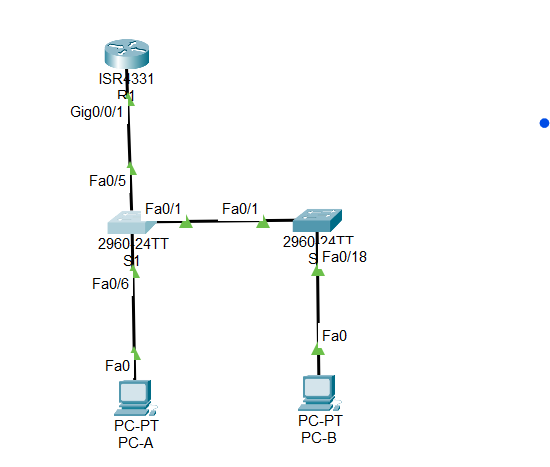 ISR4331
R1
Gig0/0/1
Fa0/5
Fa0/1
Fa0/1
2960-24TT
S1
2960-24TT
S
Fa0/18
Fa0/6
Fa0
Fa0
PC-PT
PC-A
PC-PT
PC-B